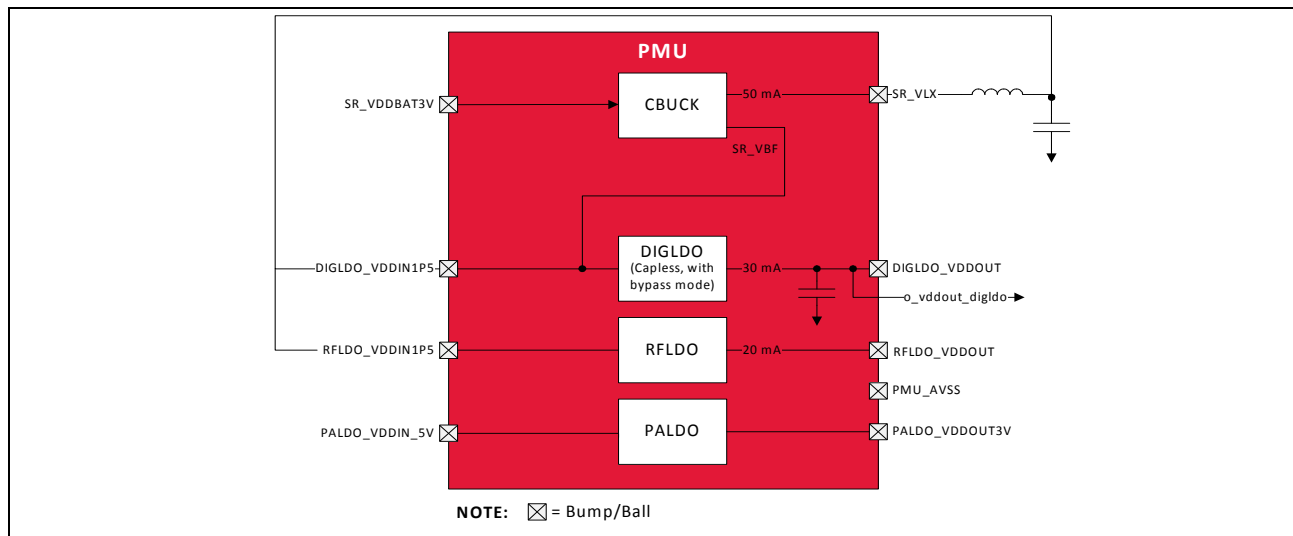 PMU
SR_VDDBAT3V
CBUCK
50 mA
SR_VLX
SR_VBF
DIGLDO_VDDIN1P5
DIGLDO
(Capless, with
bypass mode)
30 mA
DIGLDO_VDDOUT
o_vddout_digldo
RFLDO_VDDIN1P5
RFLDO
20 mA
RFLDO_VDDOUT
PMU_AVSS
PALDO_VDDIN_5V
PALDO
PALDO_VDDOUT3V
NOTE: = Bump/Ball